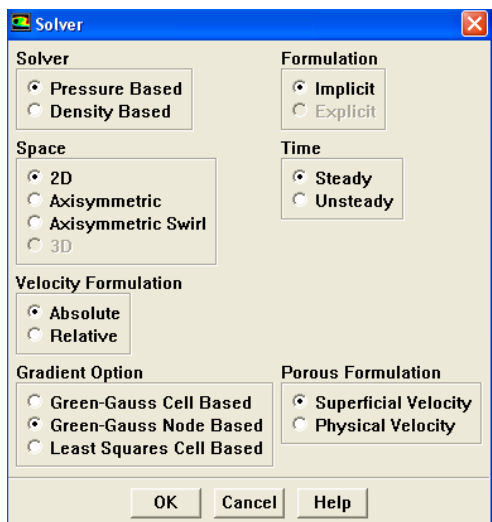 Solver
Solver
Pressure Based
Density Based
Formulation
Implicit
Explicit
Space
2D
Axisymmetric
Axisymmetric Swirl
3D
Time
Steady
Unsteady
Velocity Formulation
Absolute
Relative
Gradient Option
Green-Gauss Cell Based
Green-Gauss Node Based
Least Squares Cell Based
Porous Formulation
Superficial Velocity
Physical Velocity
OK Cancel Help